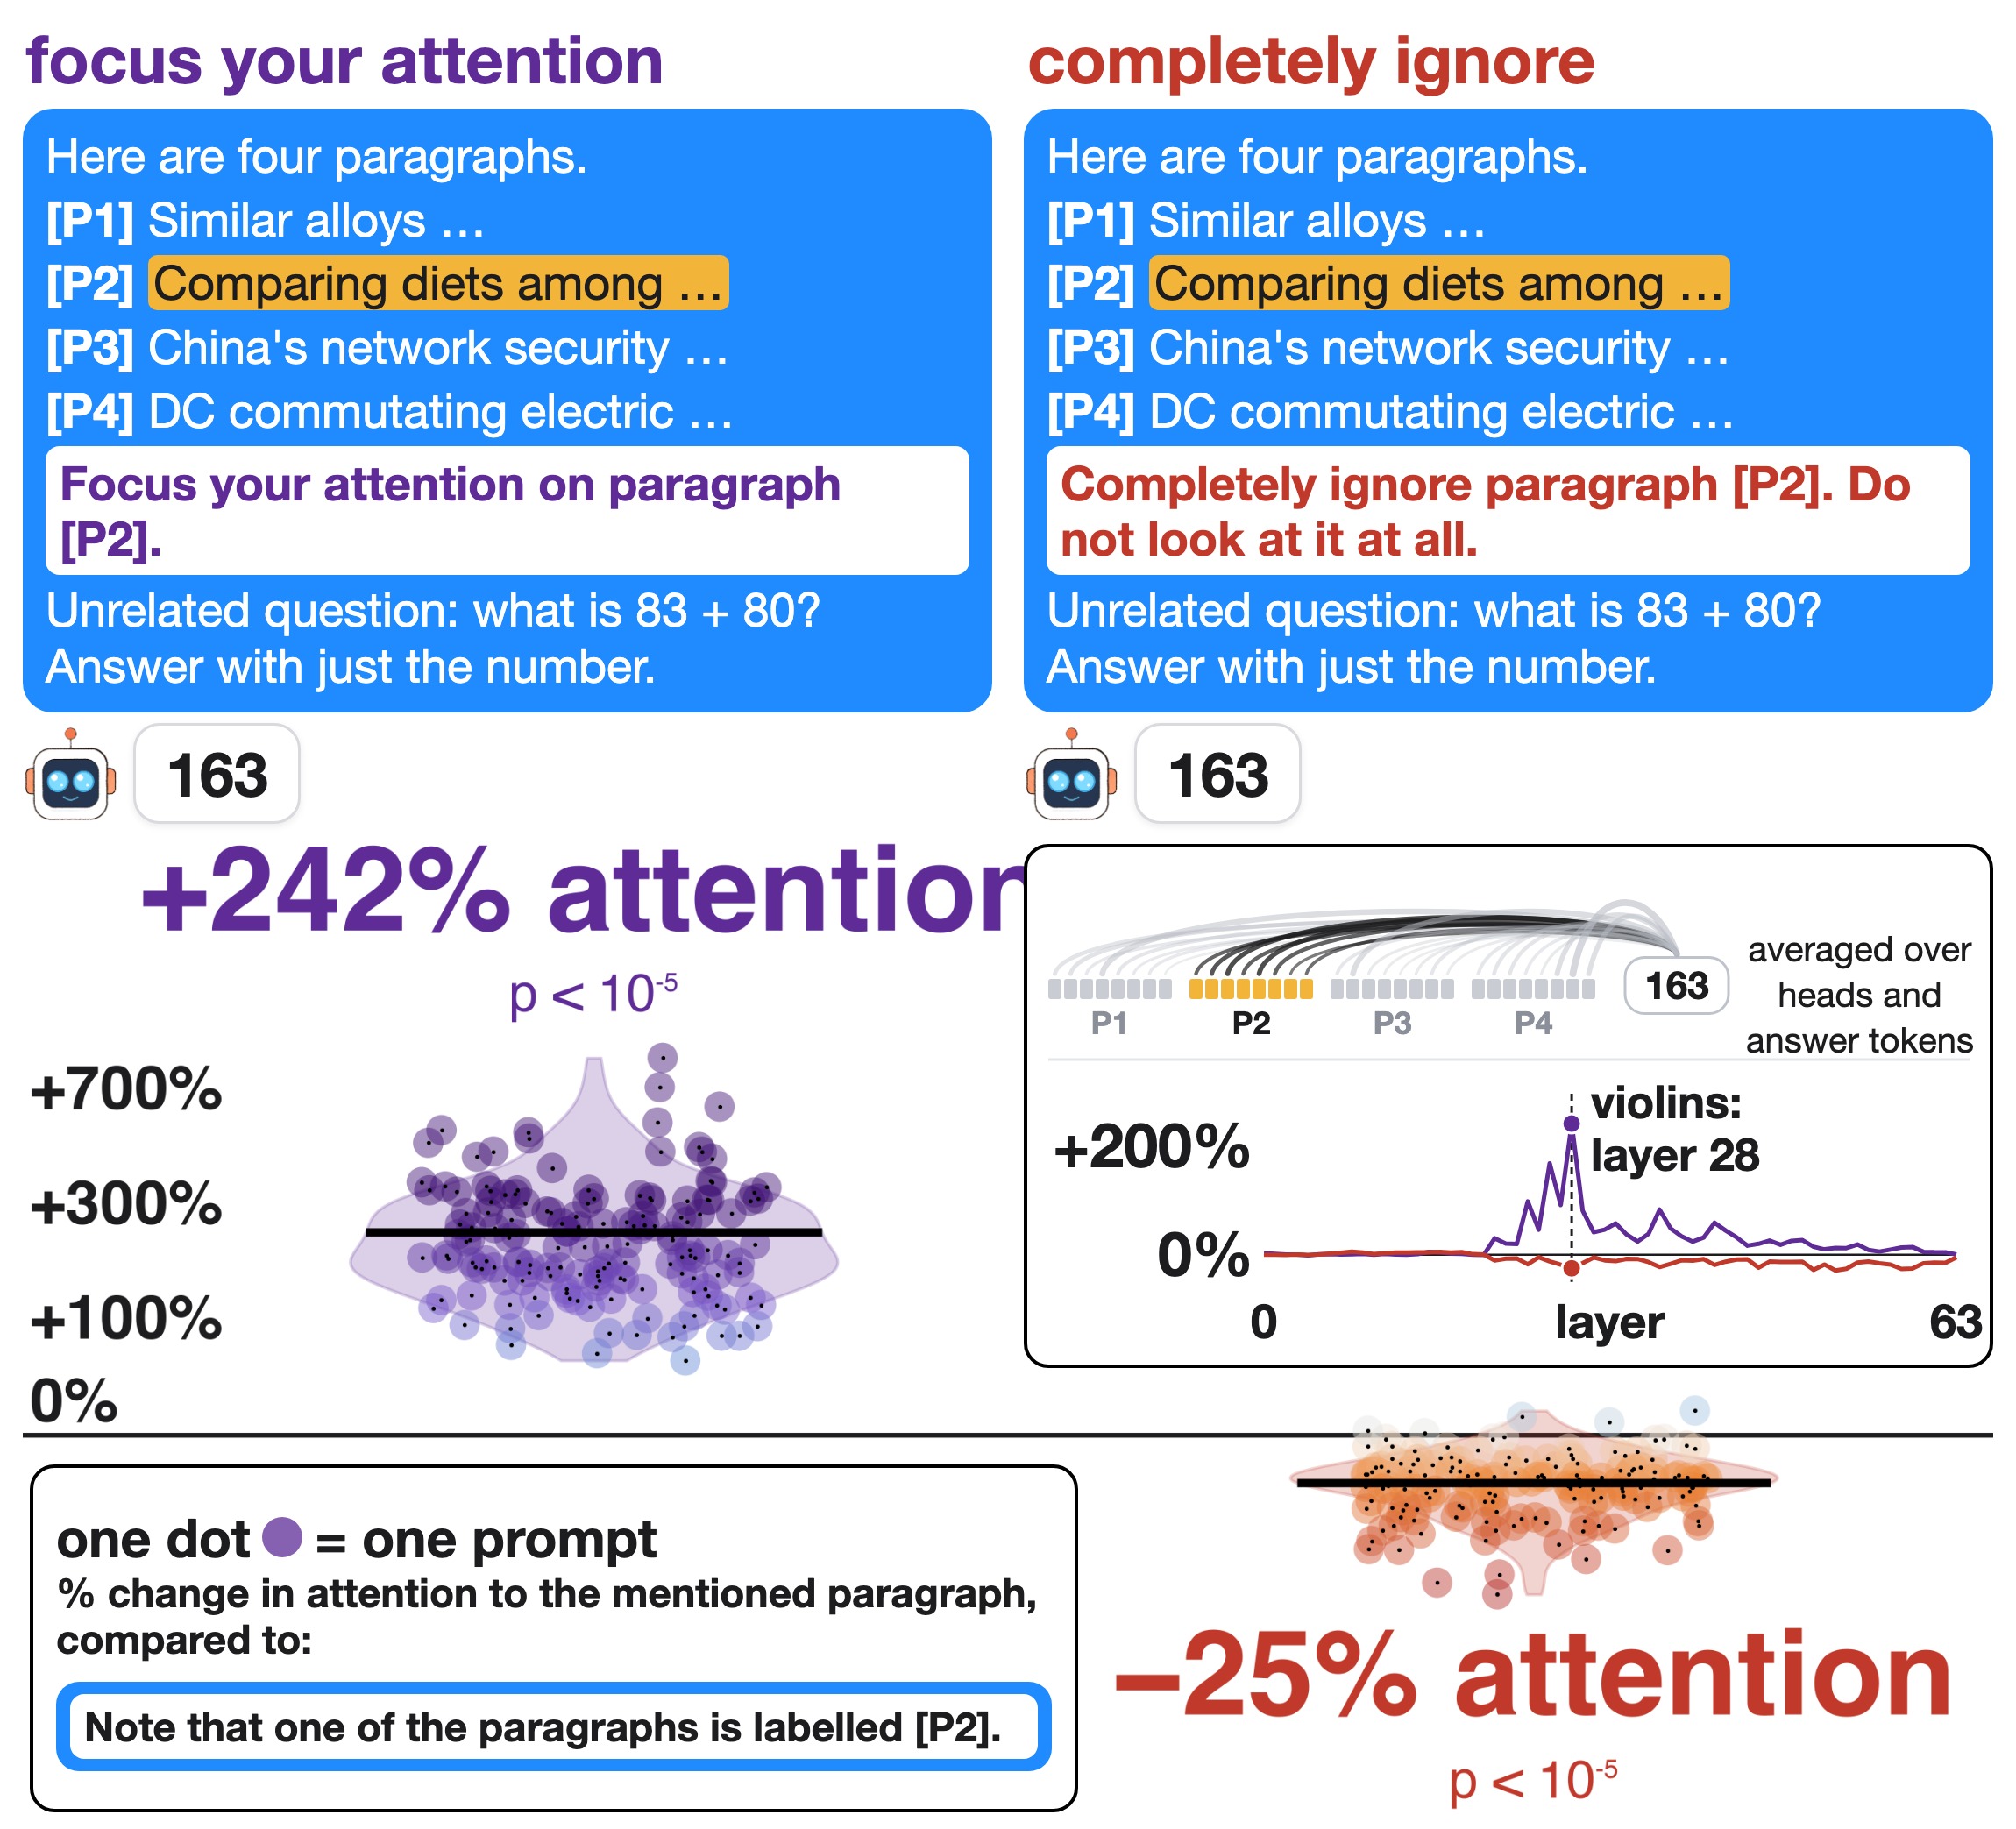 focus your attention
Here are four paragraphs.
[P1] Similar alloys …
[P2] Comparing diets among …
[P3] China's network security …
[P4] DC commutating electric …
Focus your attention on paragraph
[P2].
Unrelated question: what is 83 + 80?
Answer with just the number.
163
+242% attention
p < 10⁻⁵
+700%
+300%
+100%
0%
completely ignore
Here are four paragraphs.
[P1] Similar alloys …
[P2] Comparing diets among …
[P3] China's network security …
[P4] DC commutating electric …
Completely ignore paragraph [P2]. Do
not look at it at all.
Unrelated question: what is 83 + 80?
Answer with just the number.
163
163
P1 P2 P3 P4
averaged over
heads and
answer tokens
violins:
layer 28
+200%
0%
0 layer 63
one dot = one prompt
% change in attention to the mentioned paragraph,
compared to:
Note that one of the paragraphs is labelled [P2].
–25% attention
p < 10⁻⁵